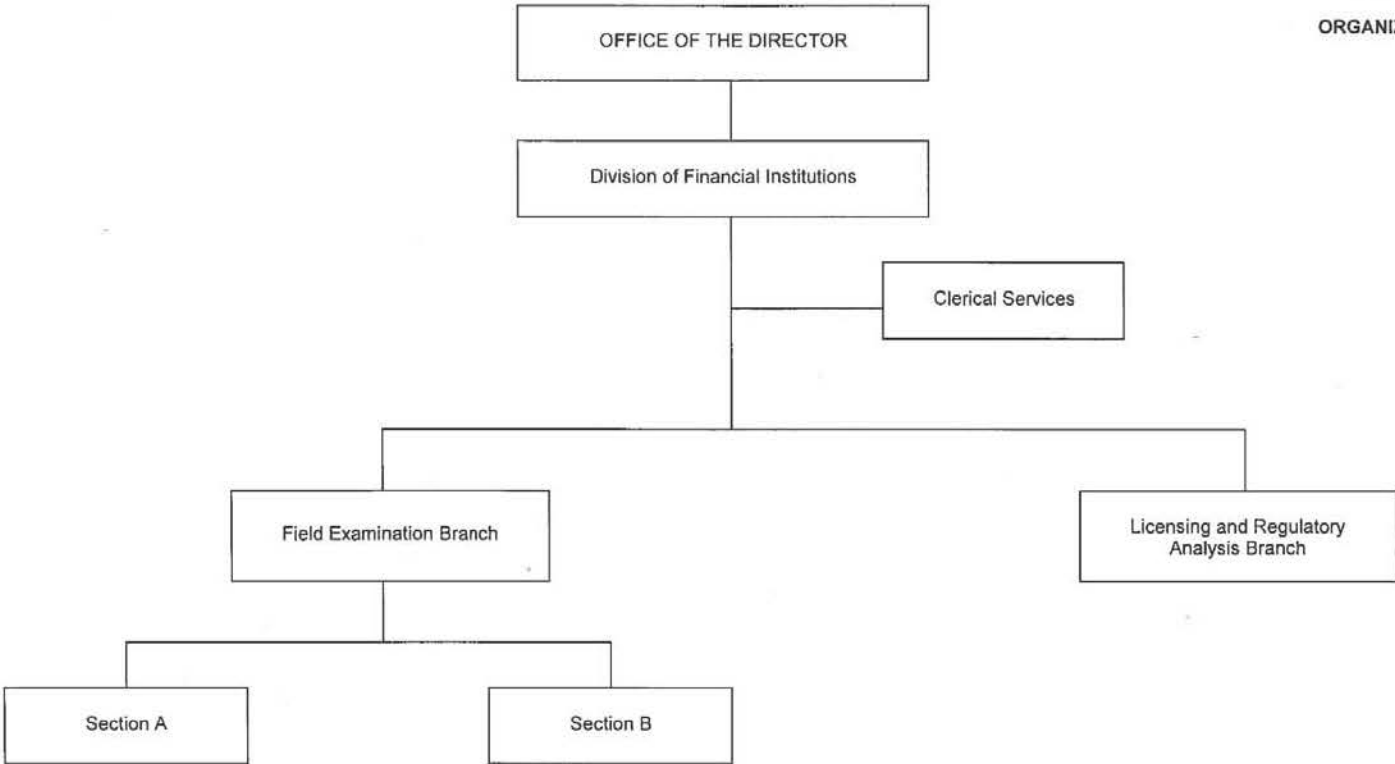 OFFICE OF THE DIRECTOR
Division of Financial Institutions
Clerical Services
Field Examination Branch
Licensing and Regulatory
Analysis Branch
Section A
Section B